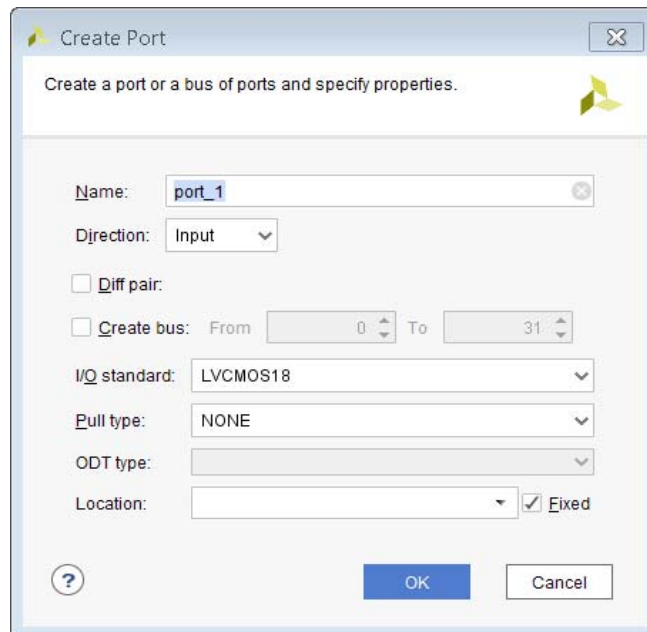 Create Port
Create a port or a bus of ports and specify properties.
Name: port_1
Direction: Input
Diff pair:
Create bus: From 0 To 31
I/O standard: LVCMOS18
Pull type: NONE
ODT type:
Location: Fixed
? OK Cancel